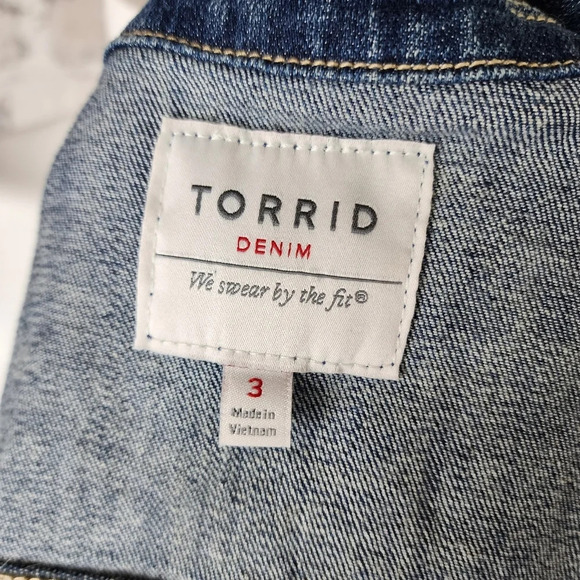 TORRID
DENIM
We swear by the fit®
3
Made in
Vietnam